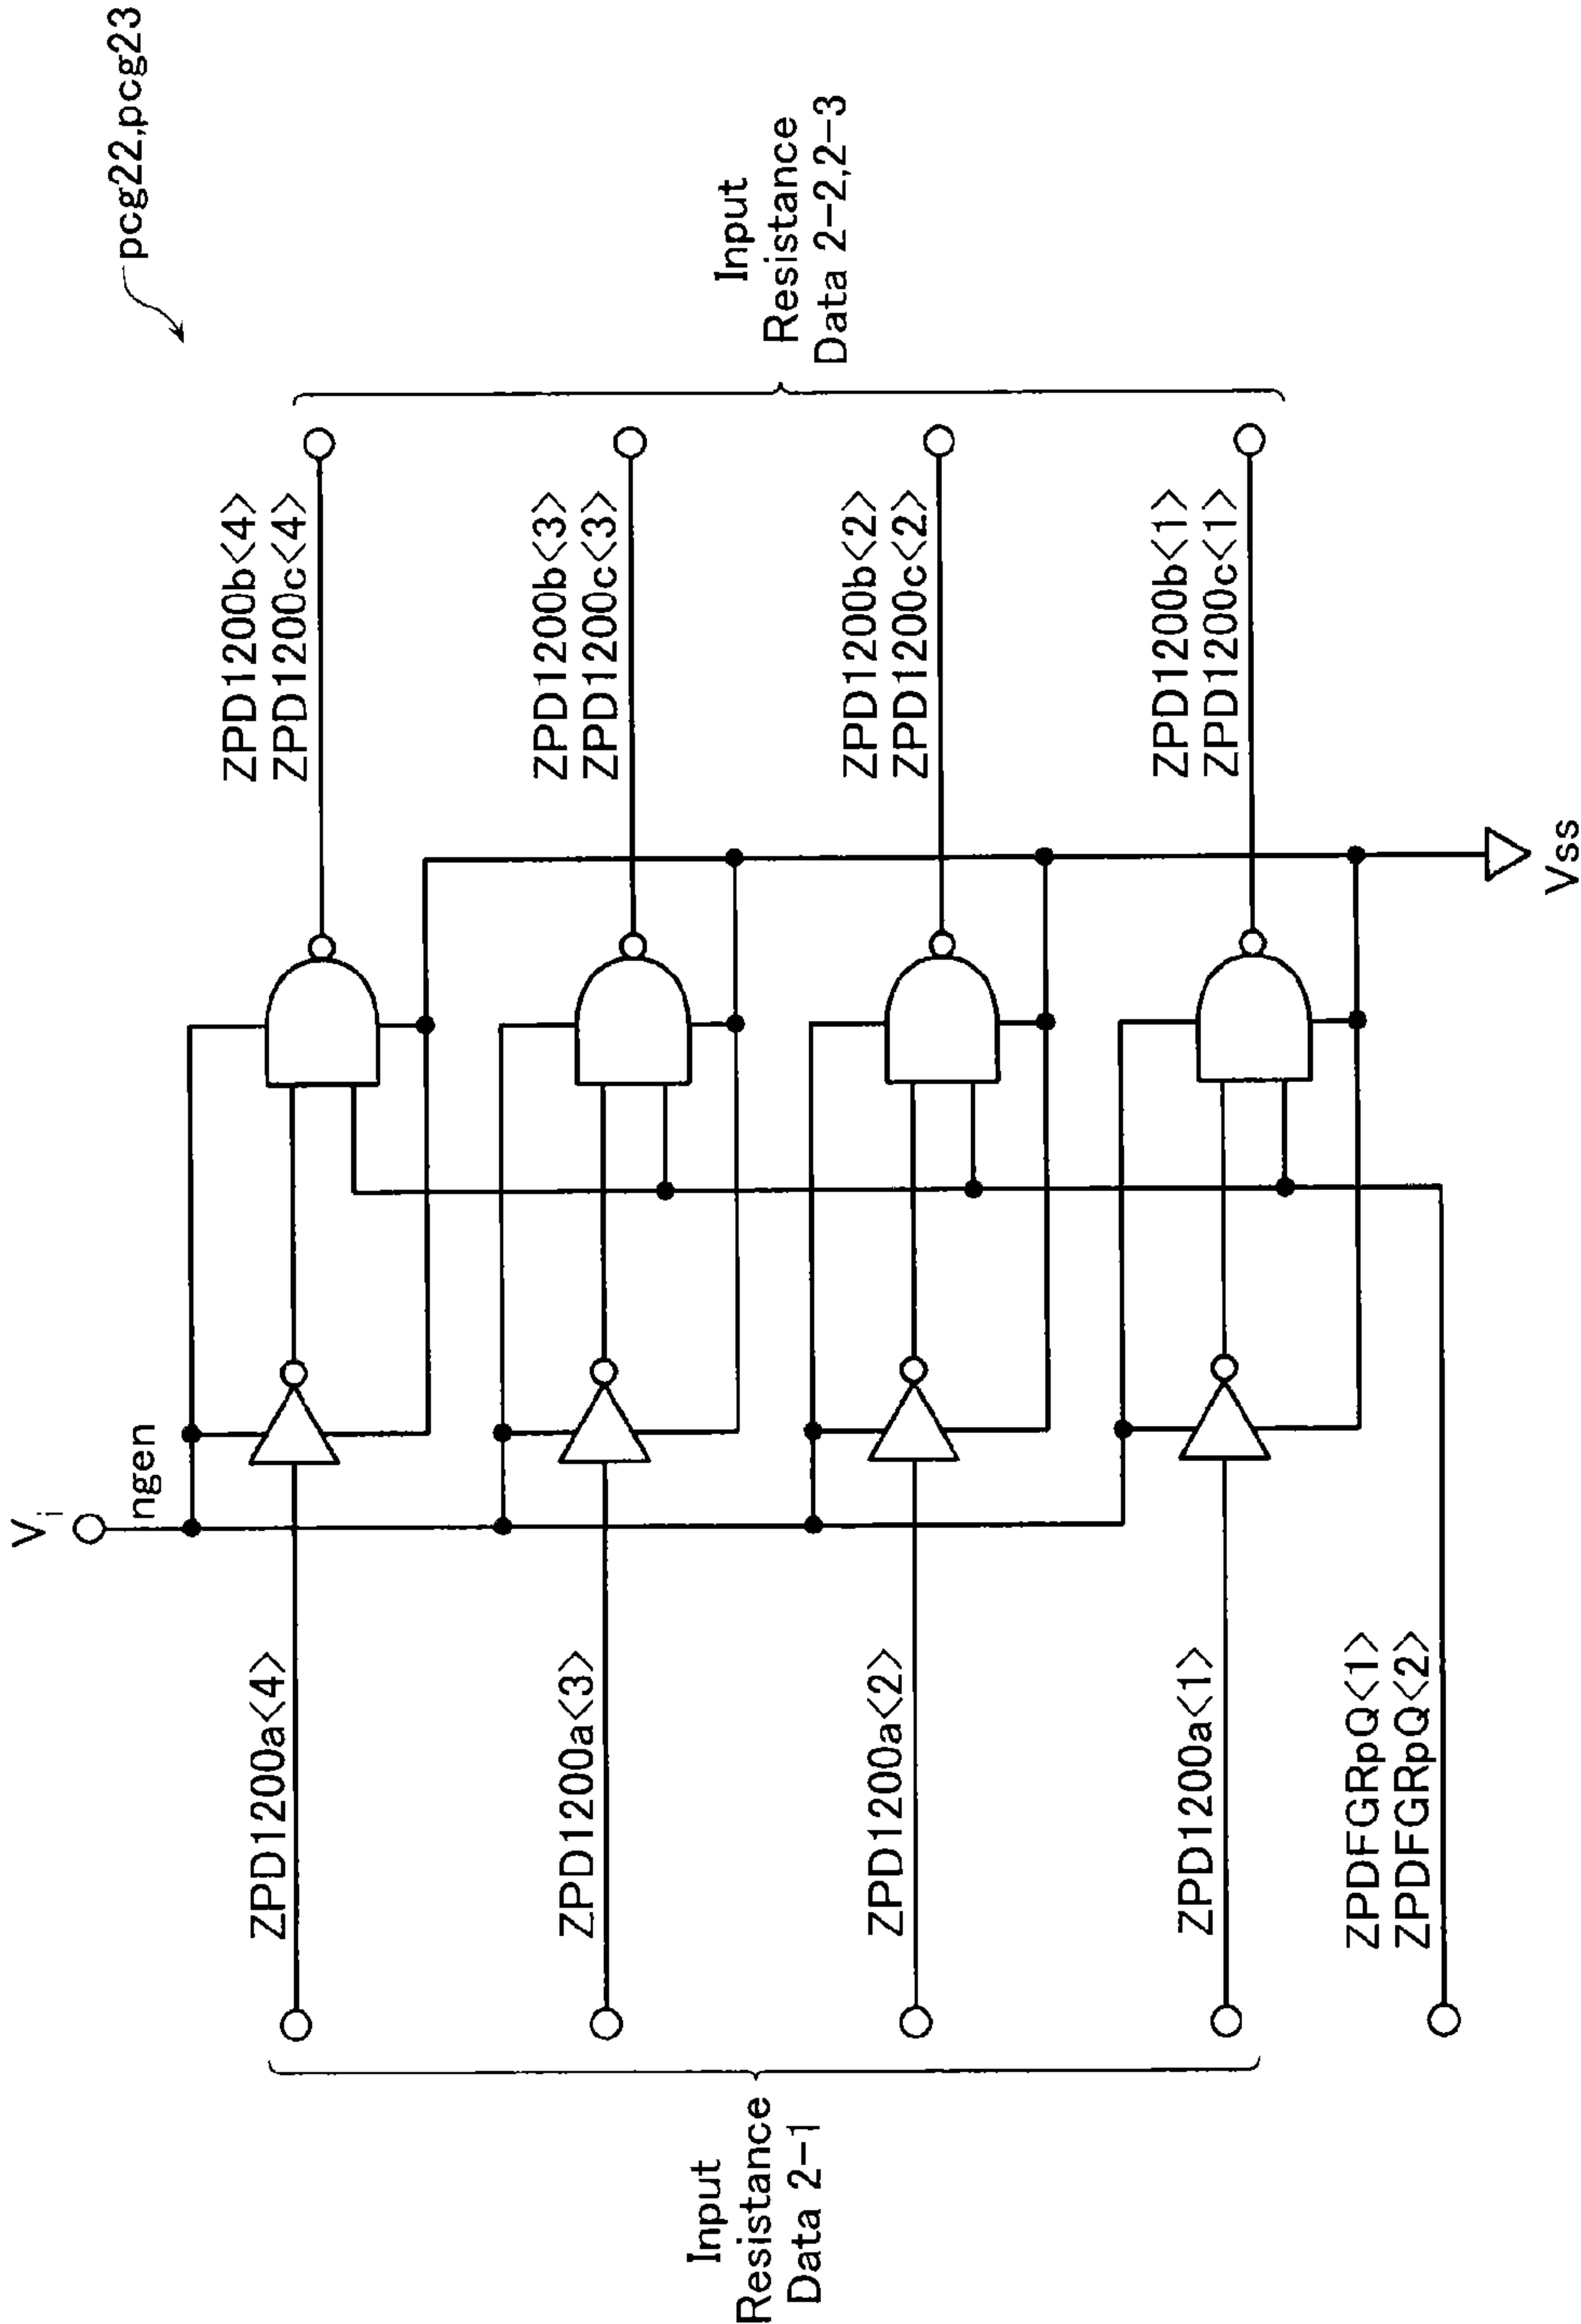 pcg22,pcg23
V i
ngen
Input
Resistance
Data 2-1
ZPD1200a<4>
ZPD1200a<3>
ZPD1200a<2>
ZPD1200a<1>
ZPDFGRpQ<1>
ZPDFGRpQ<2>
ZPD1200b<4>
ZPD1200c<4>
ZPD1200b<3>
ZPD1200c<3>
ZPD1200b<2>
ZPD1200c<2>
ZPD1200b<1>
ZPD1200c<1>
Vss
Input
Resistance
Data 2-2,2-3